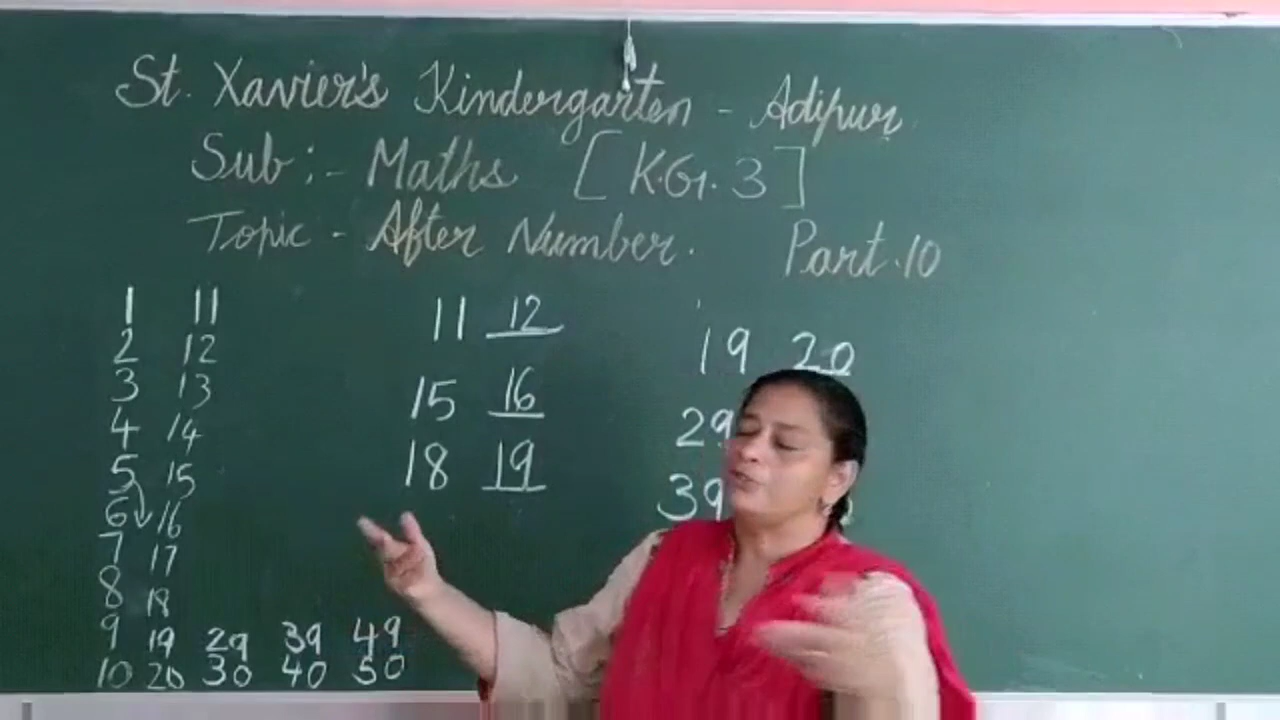 St. Xavier's Kindergarten - Adipur.
Sub :- Maths [K.G. 3]
Topic - After Number. Part.10
1 11
2 12
3 13
4 14
5 15
6 16
7 17
8 18
9 19 29 39 49
10 20 30 40 50
11 12
15 16
18 19
19 20
29
39